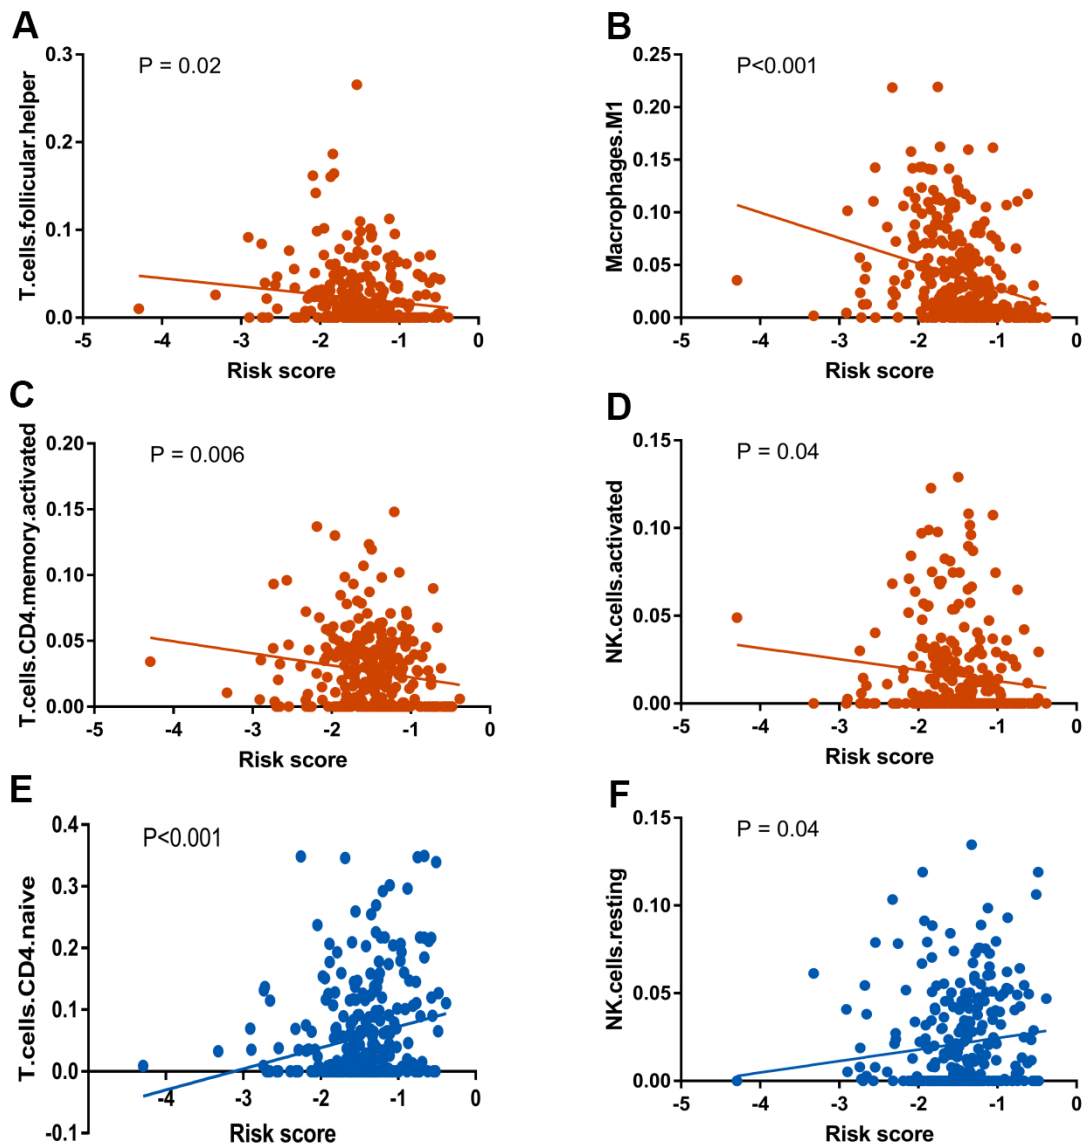 A
T.cells.follicular.helper
P = 0.02
0.3
0.2
0.1
0.0
-5 -4 -3 -2 -1 0
Risk score
B
Macrophages.M1
P<0.001
0.25
0.20
0.15
0.10
0.05
0.00
-5 -4 -3 -2 -1 0
Risk score
C
T.cells.CD4.memory.activated
P = 0.006
0.20
0.15
0.10
0.05
0.00
-5 -4 -3 -2 -1 0
Risk score
D
NK.cells.activated
P = 0.04
0.15
0.10
0.05
0.00
-5 -4 -3 -2 -1 0
Risk score
E
T.cells.CD4.naive
P<0.001
0.4
0.3
0.2
0.1
0.0
-0.1
-4 -3 -2 -1 0
Risk score
F
NK.cells.resting
P = 0.04
0.15
0.10
0.05
0.00
-5 -4 -3 -2 -1 0
Risk score